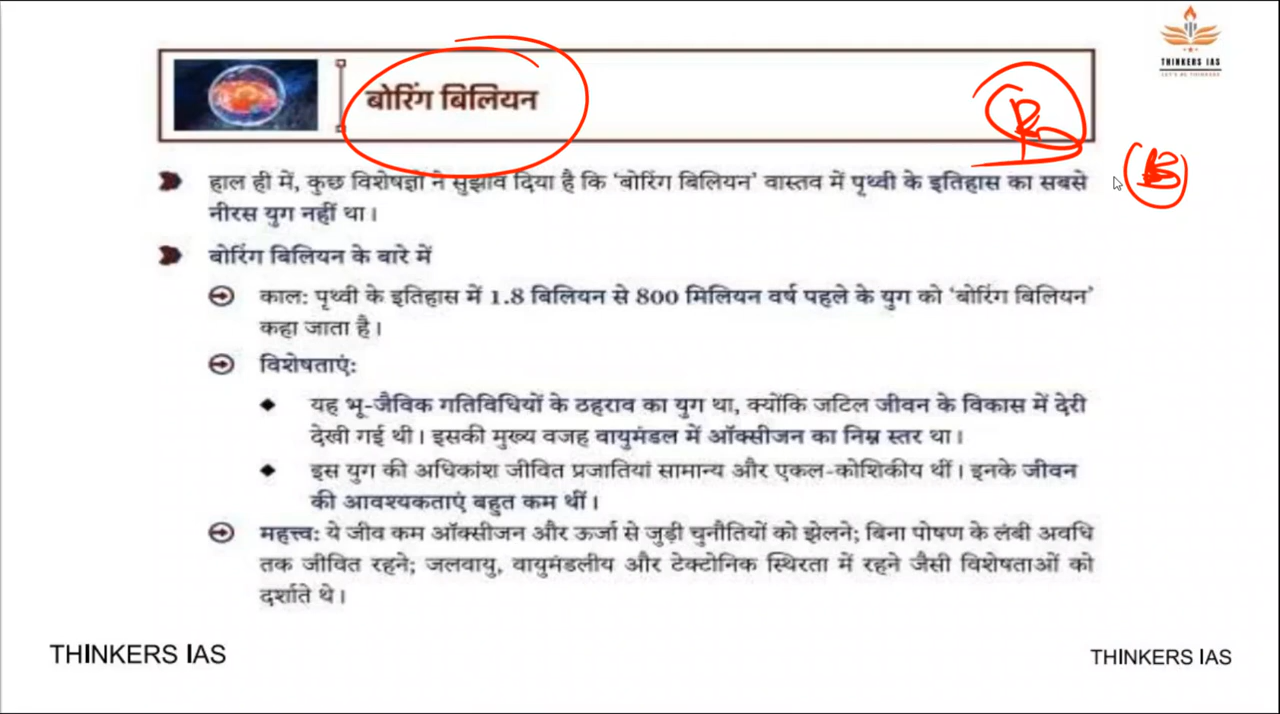 THINKERS IAS
LET'S BE THINKERS
बोरिंग बिलियन
हाल ही में, कुछ विशेषज्ञों ने सुझाव दिया है कि ‘बोरिंग बिलियन’ वास्तव में पृथ्वी के इतिहास का सबसे
नीरस युग नहीं था।
बोरिंग बिलियन के बारे में
काल: पृथ्वी के इतिहास में 1.8 बिलियन से 800 मिलियन वर्ष पहले के युग को ‘बोरिंग बिलियन’
कहा जाता है।
विशेषताएं:
यह भू-जैविक गतिविधियों के ठहराव का युग था, क्योंकि जटिल जीवन के विकास में देरी
देखी गई थी। इसकी मुख्य वजह वायुमंडल में ऑक्सीजन का निम्न स्तर था।
इस युग की अधिकांश जीवित प्रजातियां सामान्य और एकल-कोशिकीय थीं। इनके जीवन
की आवश्यकताएं बहुत कम थीं।
महत्त्व: ये जीव कम ऑक्सीजन और ऊर्जा से जुड़ी चुनौतियों को झेलने; बिना पोषण के लंबी अवधि
तक जीवित रहने; जलवायु, वायुमंडलीय और टेक्टोनिक स्थिरता में रहने जैसी विशेषताओं को
दर्शाते थे।
THINKERS IAS
THINKERS IAS